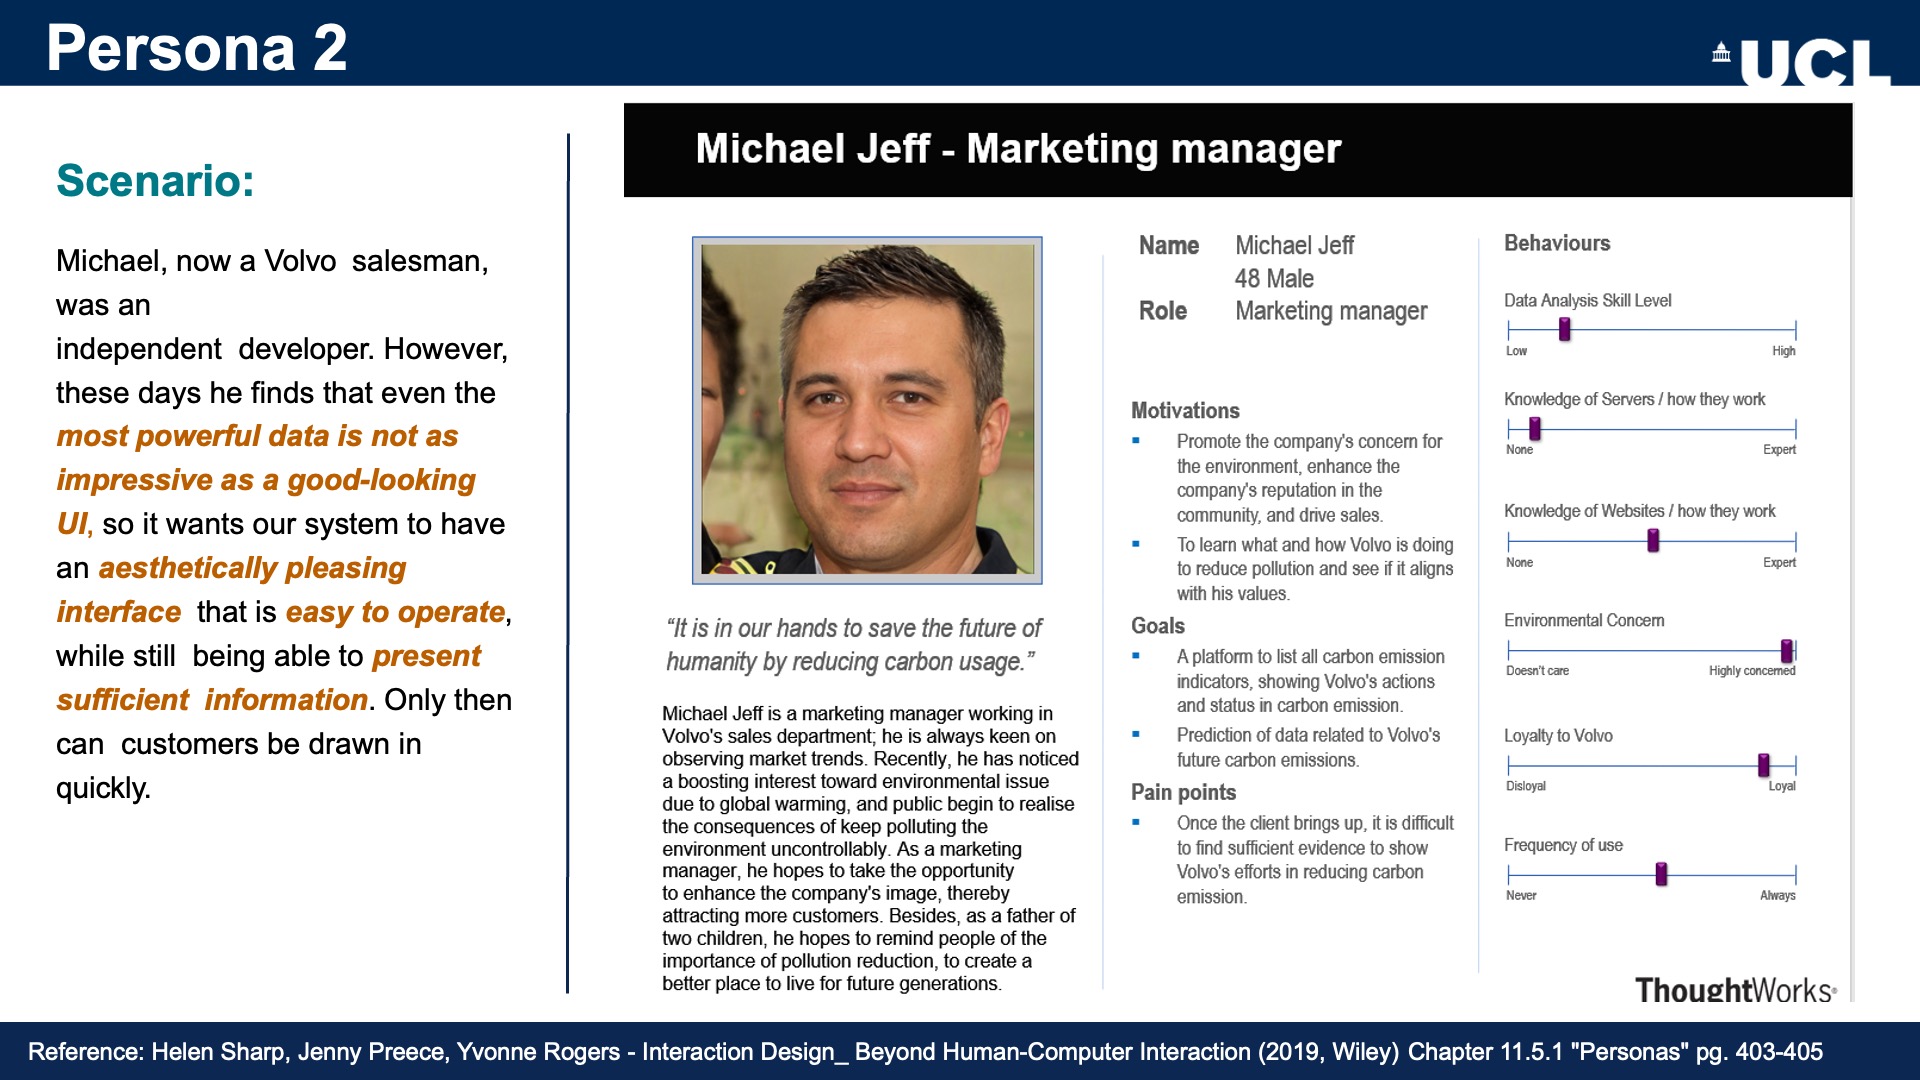 Persona 2
UCL
Scenario:
Michael, now a Volvo salesman,
was an
independent developer. However,
these days he finds that even the
most powerful data is not as
impressive as a good-looking
UI, so it wants our system to have
an aesthetically pleasing
interface that is easy to operate,
while still being able to present
sufficient information. Only then
can customers be drawn in
quickly.
Michael Jeff - Marketing manager
“It is in our hands to save the future of
humanity by reducing carbon usage.”
Michael Jeff is a marketing manager working in
Volvo's sales department; he is always keen on
observing market trends. Recently, he has noticed
a boosting interest toward environmental issue
due to global warming, and public begin to realise
the consequences of keep polluting the
environment uncontrollably. As a marketing
manager, he hopes to take the opportunity
to enhance the company's image, thereby
attracting more customers. Besides, as a father of
two children, he hopes to remind people of the
importance of pollution reduction, to create a
better place to live for future generations.
Name Michael Jeff
48 Male
Role Marketing manager
Motivations
Promote the company's concern for
the environment, enhance the
company's reputation in the
community, and drive sales.
To learn what and how Volvo is doing
to reduce pollution and see if it aligns
with his values.
Goals
A platform to list all carbon emission
indicators, showing Volvo's actions
and status in carbon emission.
Prediction of data related to Volvo's
future carbon emissions.
Pain points
Once the client brings up, it is difficult
to find sufficient evidence to show
Volvo's efforts in reducing carbon
emission.
Behaviours
Data Analysis Skill Level
Low High
Knowledge of Servers / how they work
None Expert
Knowledge of Websites / how they work
None Expert
Environmental Concern
Doesn't care Highly concerned
Loyalty to Volvo
Disloyal Loyal
Frequency of use
Never Always
ThoughtWorks®
Reference: Helen Sharp, Jenny Preece, Yvonne Rogers - Interaction Design_ Beyond Human-Computer Interaction (2019, Wiley) Chapter 11.5.1 "Personas" pg. 403-405